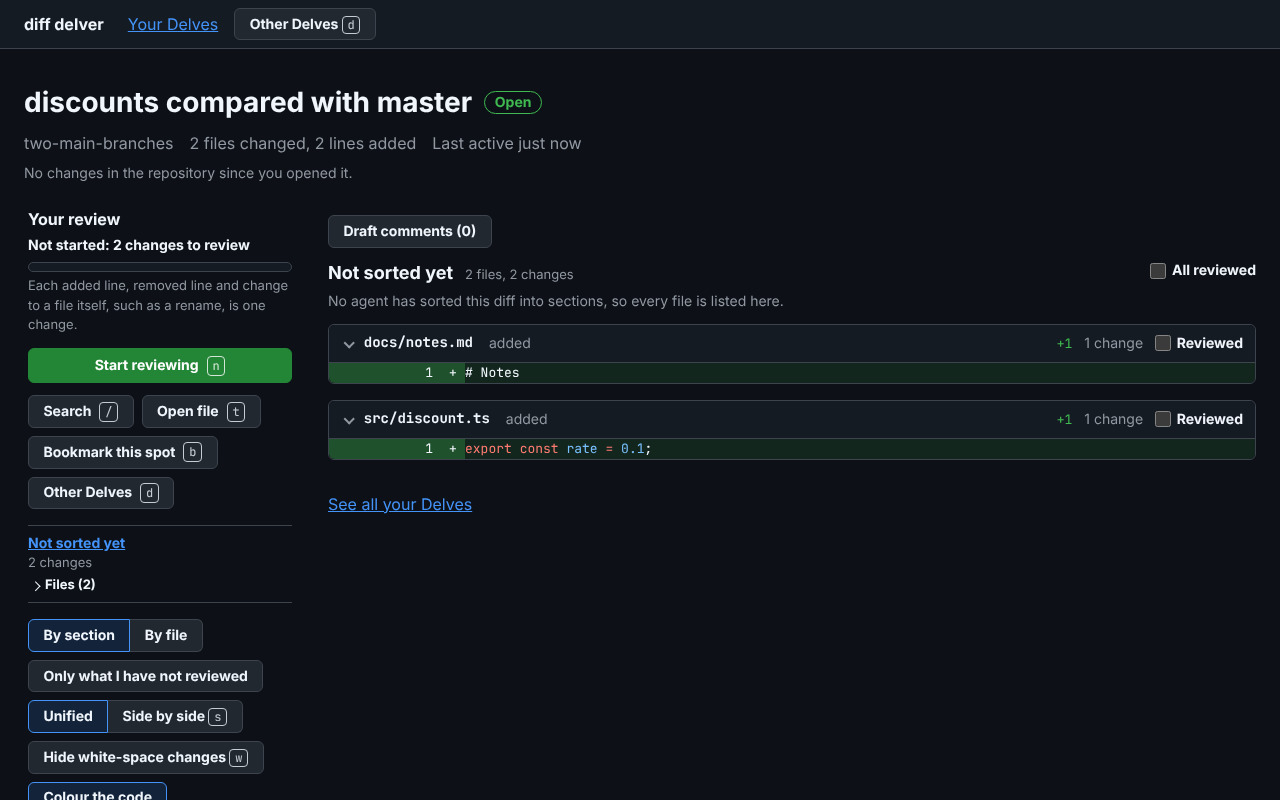 diff delver Your Delves Other Delves d
discounts compared with master Open
two-main-branches 2 files changed, 2 lines added Last active just now
No changes in the repository since you opened it.
Your review
Not started: 2 changes to review
Each added line, removed line and change
to a file itself, such as a rename, is one
change.
Start reviewing n
Search / Open file t
Bookmark this spot b
Other Delves d
Not sorted yet
2 changes
Files (2)
By section By file
Only what I have not reviewed
Unified Side by side s
Hide white-space changes w
Colour the code
Draft comments (0)
Not sorted yet 2 files, 2 changes All reviewed
No agent has sorted this diff into sections, so every file is listed here.
docs/notes.md added +1 1 change Reviewed
1 + # Notes
src/discount.ts added +1 1 change Reviewed
1 + export const rate = 0.1;
See all your Delves